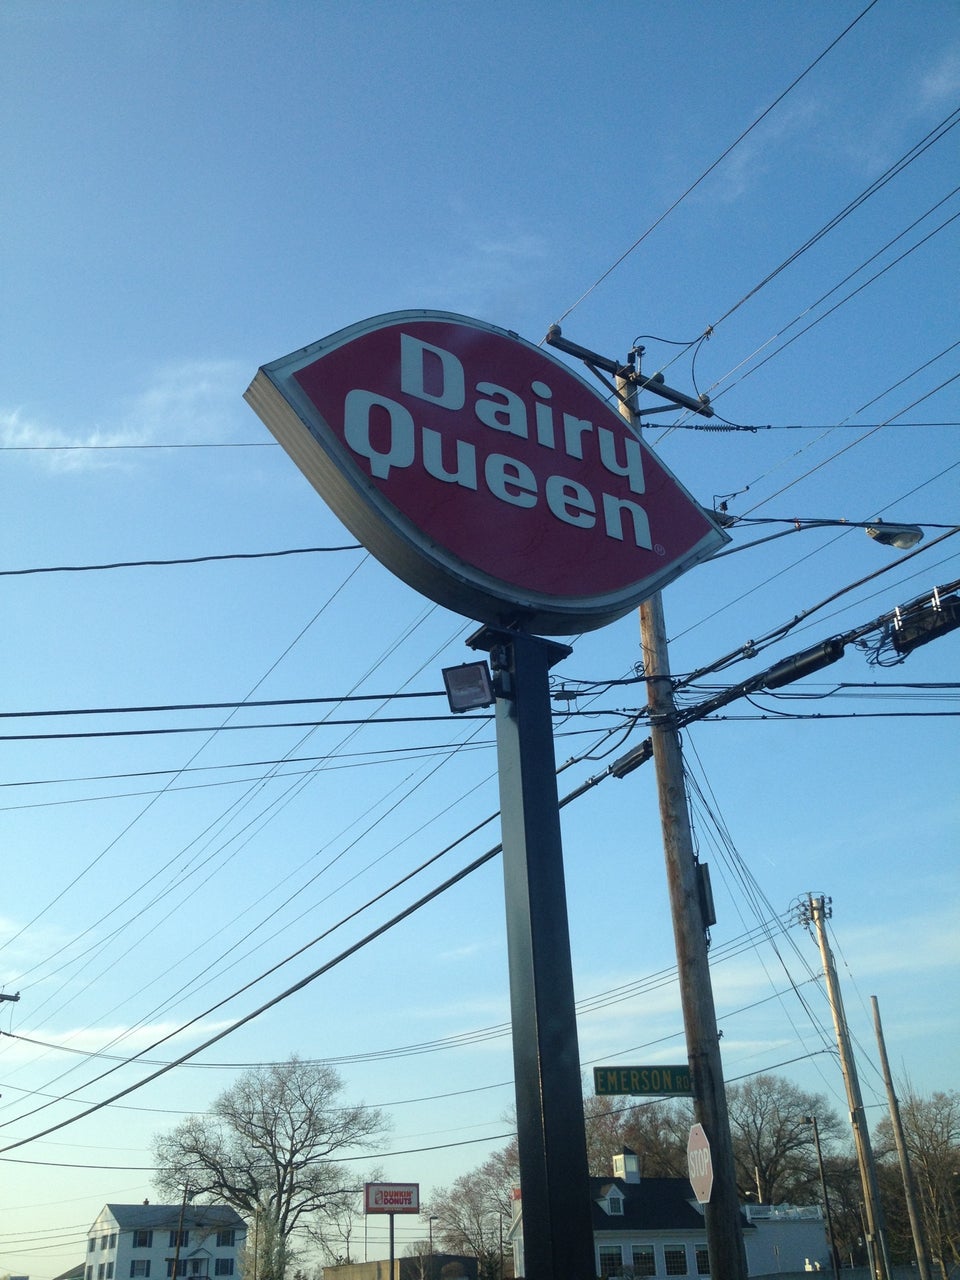 Dairy
Queen
®
EMERSON RD
STOP
DUNKIN'
DONUTS